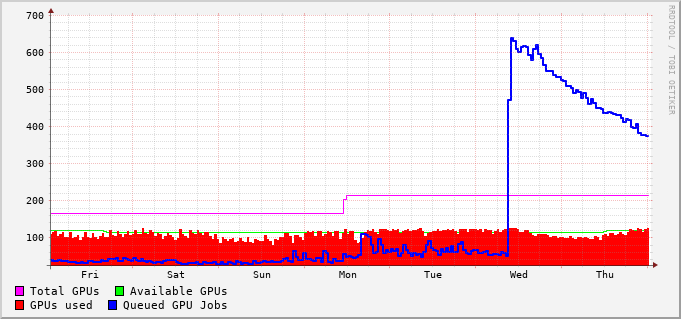 700
600
500
400
300
200
100
Fri Sat Sun Mon Tue Wed Thu
Total GPUs Available GPUs
GPUs used Queued GPU Jobs
RRDTOOL / TOBI OETIKER